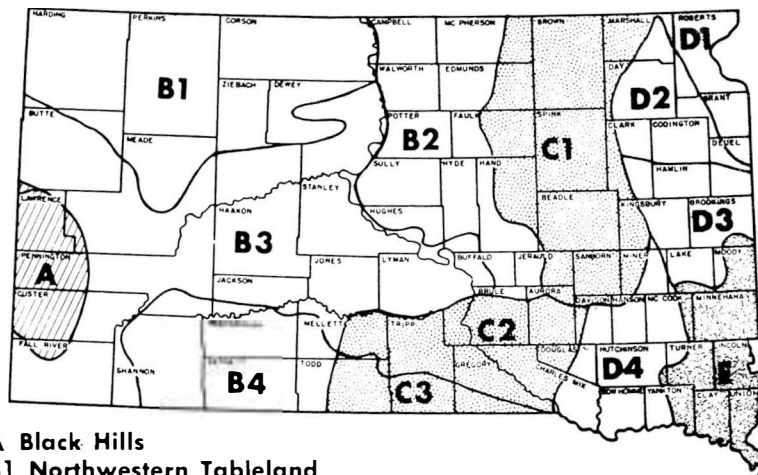 HARDING
PERKINS
CORSON
CAMPBELL
MC PHERSON
BROWN
MARSHALL
ROBERTS
D1
B1
ZIEBACH
DEWEY
WALWORTH
EDMUNDS
DAY
D2
GRANT
BUTTE
MEADE
POTTER
FAULK
B2
SPINK
C1
CLARK
CODINGTON
DEUEL
HAMLIN
SULLY
HYDE
HAND
STANLEY
LAWRENCE
HAAKON
B3
HUGHES
BEADLE
KINGSBURY
BROOKINGS
D3
PENNINGTON
A
JONES
LYMAN
BUFFALO
JERAULD
SANBORN
MINER
LAKE
MOODY
CUSTER
JACKSON
BRULE
AURORA
DAVISON
HANSON
MC COOK
MINNEHAHA
C2
FALL RIVER
SHANNON
MELLETTE
TRIPP
DOUGLAS
HUTCHINSON
TURNER
LINCOLN
B4
TODD
C3
GREGORY
CHARLES MIX
D4
E
BON HOMME
YANKTON
CLAY
UNION
A Black Hills
B1 Northwestern Tableland